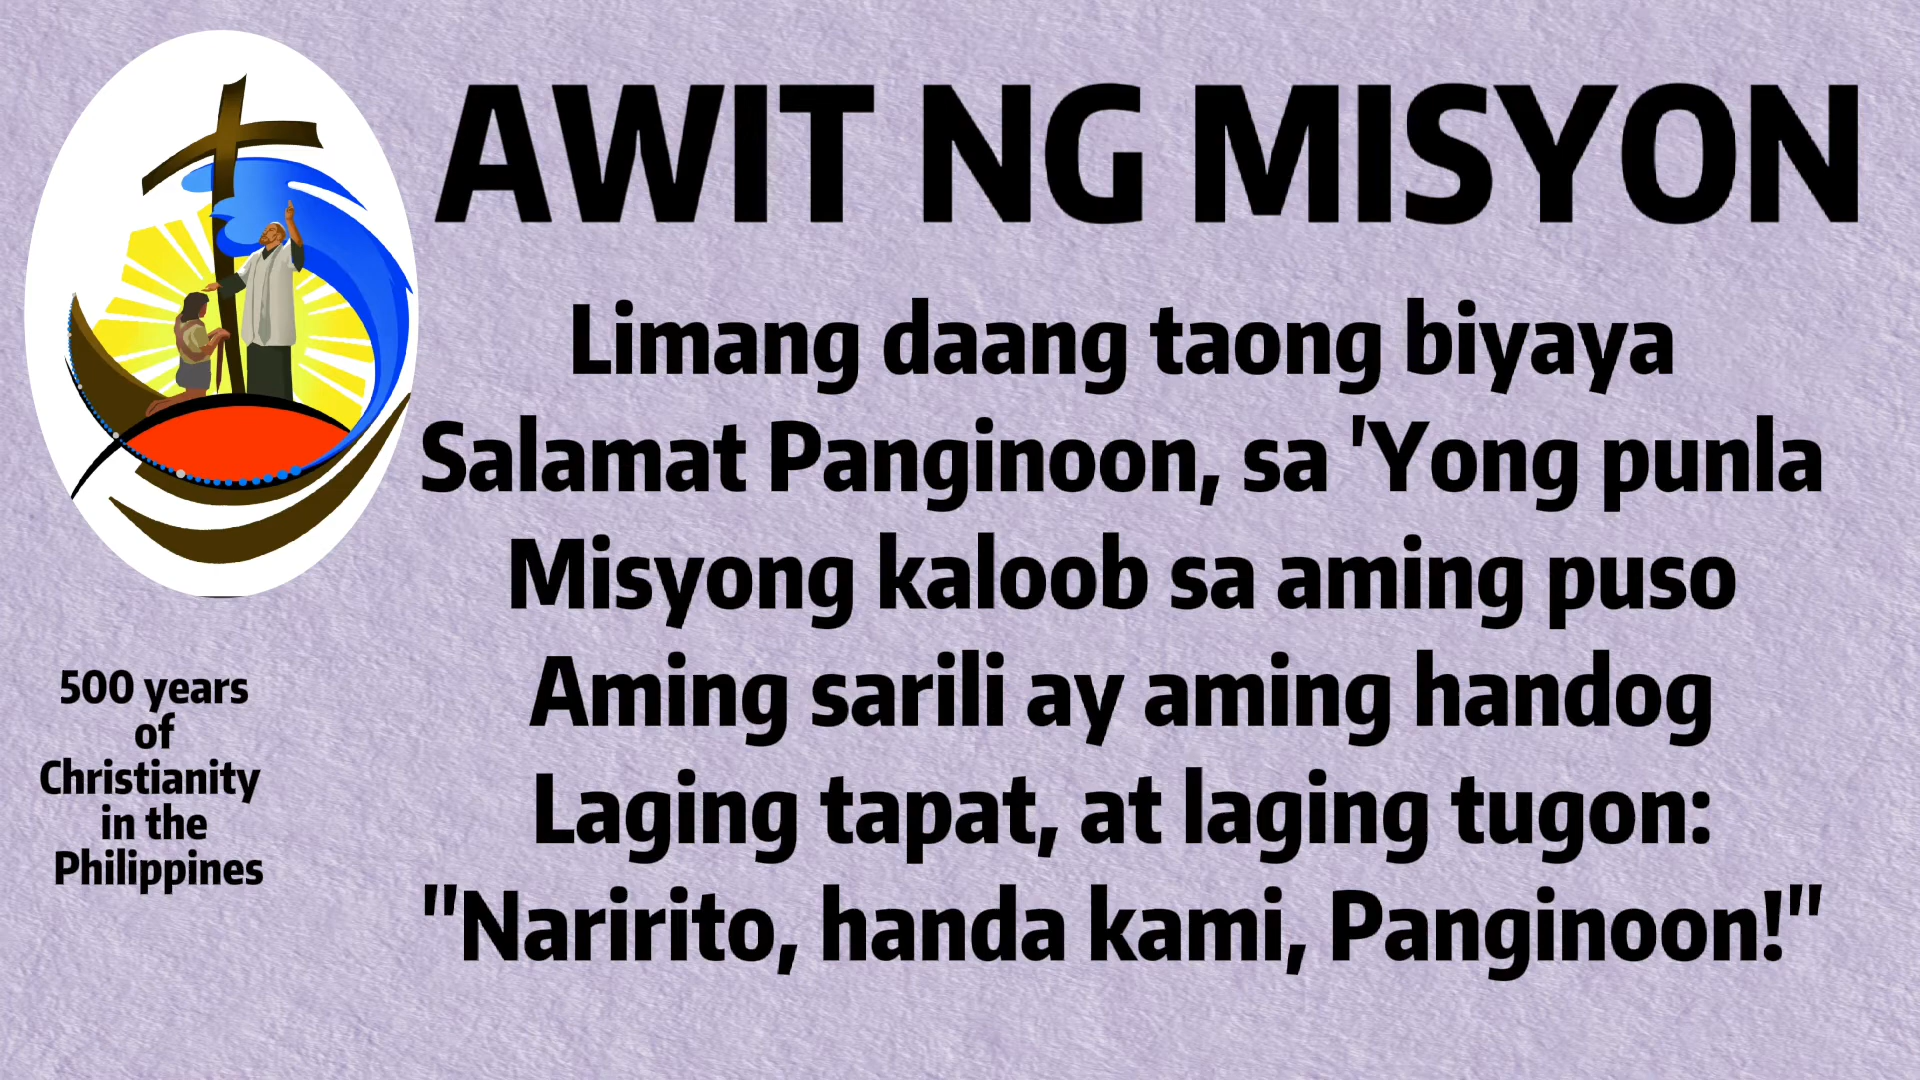 AWIT NG MISYON
Limang daang taong biyaya
Salamat Panginoon, sa 'Yong punla
Misyong kaloob sa aming puso
Aming sarili ay aming handog
Laging tapat, at laging tugon:
"Naririto, handa kami, Panginoon!"
500 years
of
Christianity
in the
Philippines